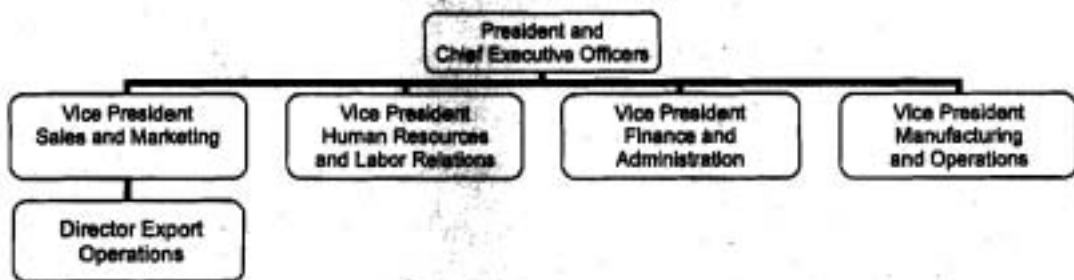 President and
Chief Executive Officers
Vice President
Sales and Marketing
Vice President
Human Resources
and Labor Relations
Vice President
Finance and
Administration
Vice President
Manufacturing
and Operations
Director Export
Operations